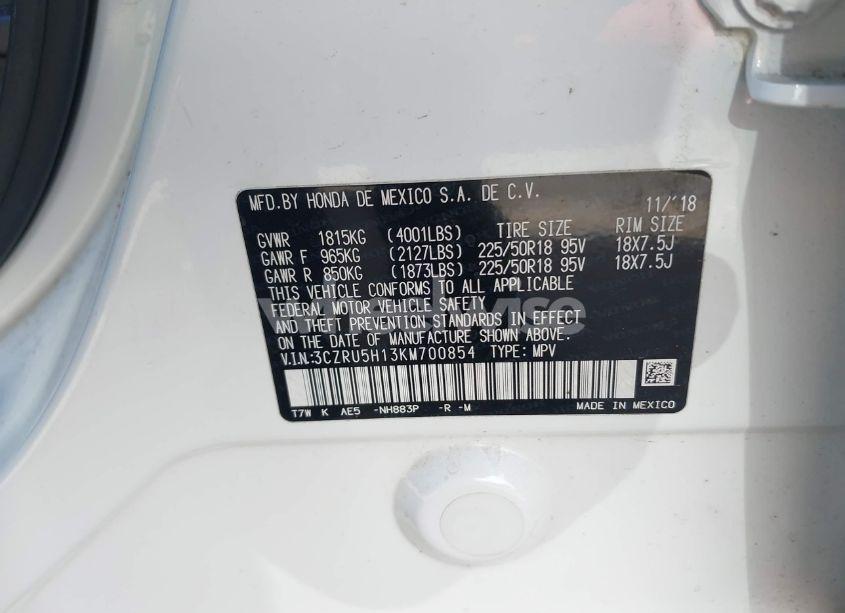 MFD.BY HONDA DE MEXICO S.A. DE C.V. 11/'18
GVWR 1815KG (4001LBS) TIRE SIZE RIM SIZE
GAWR F 965KG (2127LBS) 225/50R18 95V 18X7.5J
GAWR R 850KG (1873LBS) 225/50R18 95V 18X7.5J
THIS VEHICLE CONFORMS TO ALL APPLICABLE
FEDERAL MOTOR VEHICLE SAFETY
AND THEFT PREVENTION STANDARDS IN EFFECT
ON THE DATE OF MANUFACTURE SHOWN ABOVE.
V.I.N:3CZRU5H13KM700854 TYPE: MPV
T7W K AE5 -NH883P -R -M MADE IN MEXICO